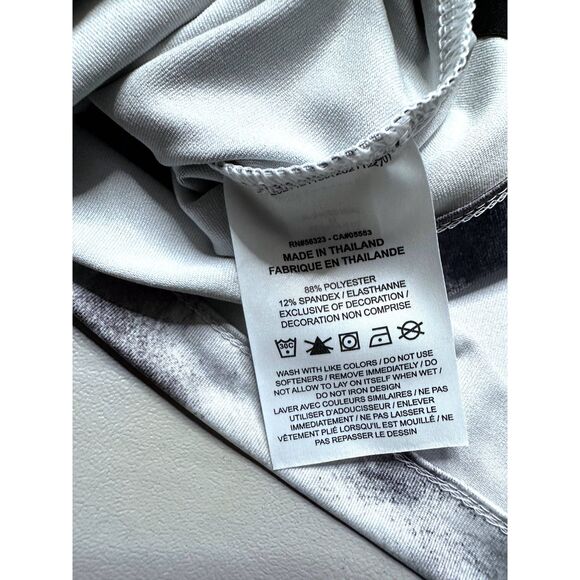 RN#56323 - CA#05553
MADE IN THAILAND
FABRIQUE EN THAILANDE
88% POLYESTER
12% SPANDEX / ELASTHANNE
EXCLUSIVE OF DECORATION /
DECORATION NON COMPRISE
30C
WASH WITH LIKE COLORS / DO NOT USE
SOFTENERS / REMOVE IMMEDIATELY / DO
NOT ALLOW TO LAY ON ITSELF WHEN WET /
DO NOT IRON DESIGN
LAVER AVEC COULEURS SIMILAIRES / NE PAS
UTILISER D'ADOUCISSEUR / ENLEVER
IMMÉDIATEMENT / NE PAS LAISSER LE
VÊTEMENT PLIÉ LORSQU'IL EST MOUILLÉ / NE
PAS REPASSER LE DESSIN